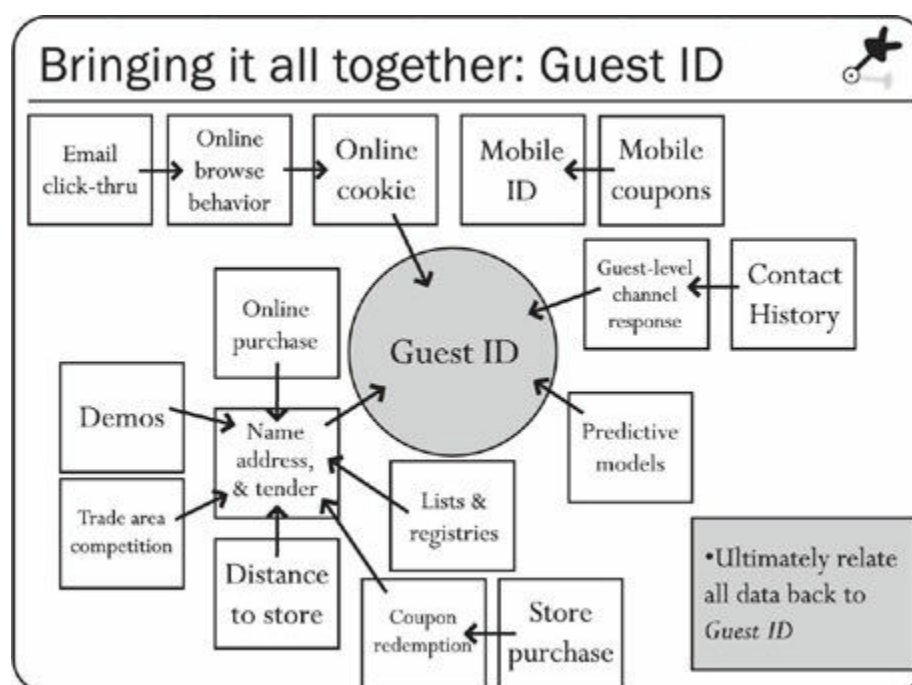 Bringing it all together: Guest ID
Email
click-thru
Online
browse
behavior
Online
cookie
Mobile
ID
Mobile
coupons
Guest-level
channel
response
Contact
History
Online
purchase
Guest ID
Demos
Name
address,
& tender
Predictive
models
Trade area
competition
Lists &
registries
Distance
to store
Coupon
redemption
Store
purchase
•Ultimately relate
all data back to
Guest ID